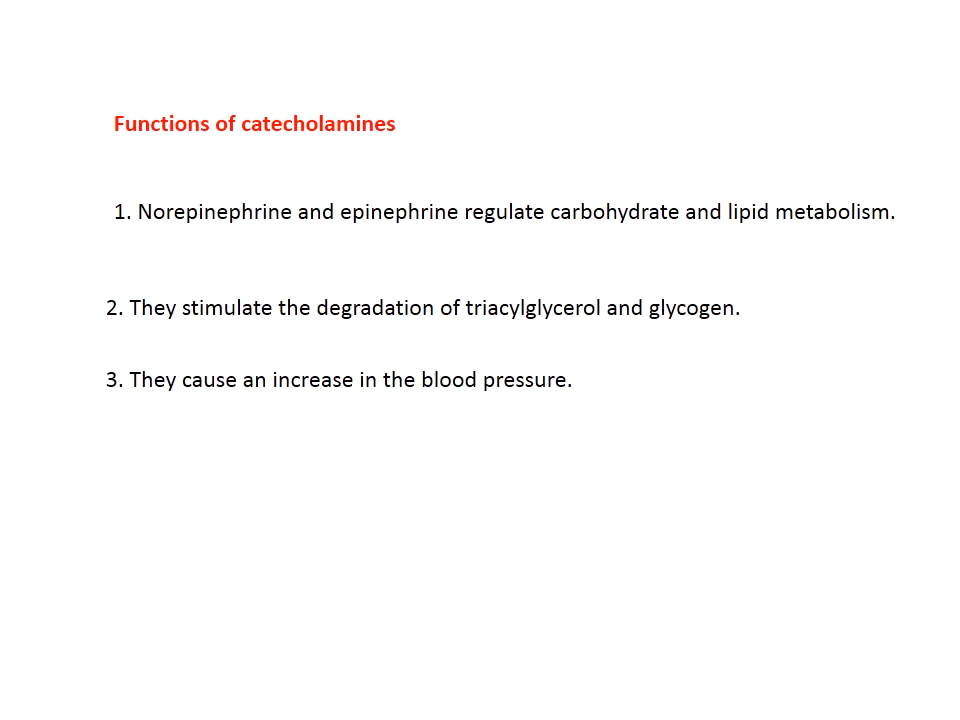 Functions of catecholamines
1. Norepinephrine and epinephrine regulate carbohydrate and lipid metabolism.
2. They stimulate the degradation of triacylglycerol and glycogen.
3. They cause an increase in the blood pressure.